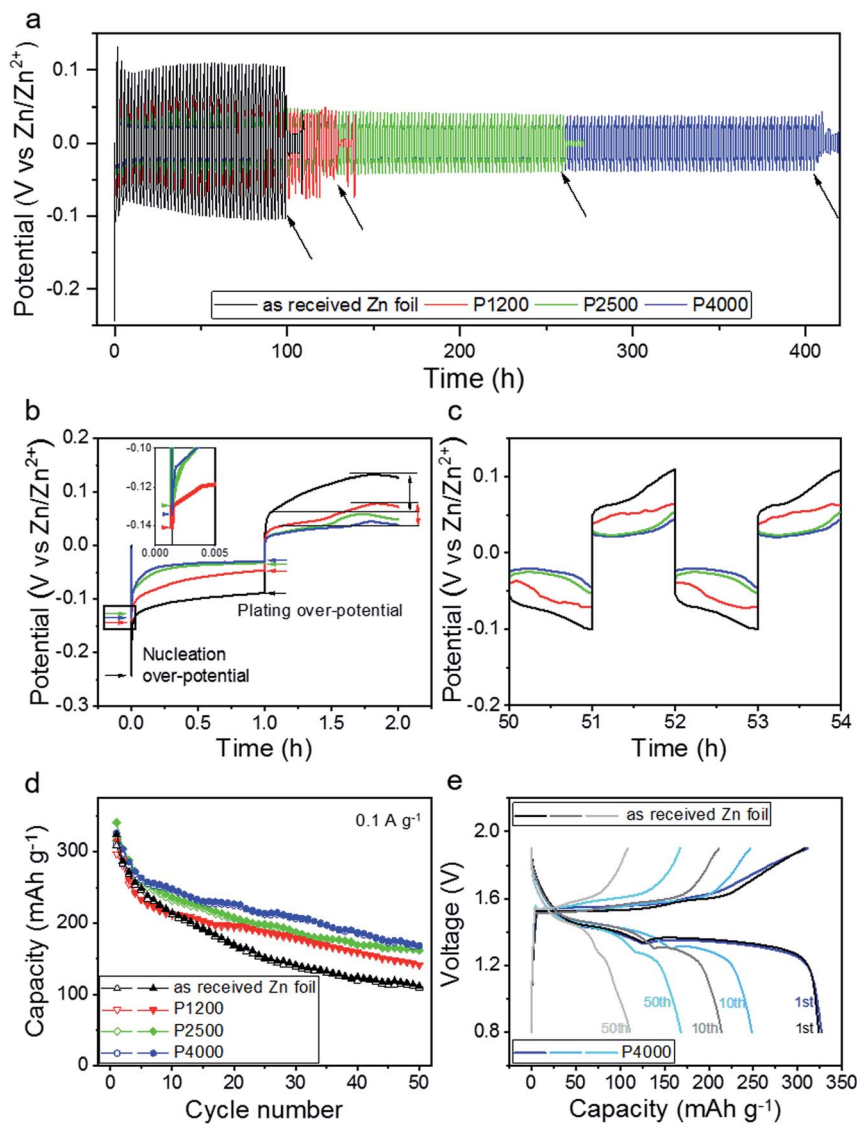 a
Potential (V vs Zn/Zn²⁺)
0.1
0.0
-0.1
-0.2
as received Zn foil P1200 P2500 P4000
0 100 200 300 400
Time (h)
b
Potential (V vs Zn/Zn²⁺)
0.2
0.1
0.0
-0.1
-0.2
-0.3
-0.10
-0.12
-0.14
0.000 0.005
Plating over-potential
Nucleation
over-potential
0.0 0.5 1.0 1.5 2.0
Time (h)
c
Potential (V vs Zn/Zn²⁺)
0.2
0.1
0.0
-0.1
-0.2
50 51 52 53 54
Time (h)
d
Capacity (mAh g⁻¹)
0.1 A g⁻¹
300
200
100
0
as received Zn foil
P1200
P2500
P4000
0 10 20 30 40 50
Cycle number
e
Voltage (V)
as received Zn foil
2.0
1.6
1.2
0.8
50th 10th 1st
50th 10th 1st
P4000
0 50 100 150 200 250 300 350
Capacity (mAh g⁻¹)